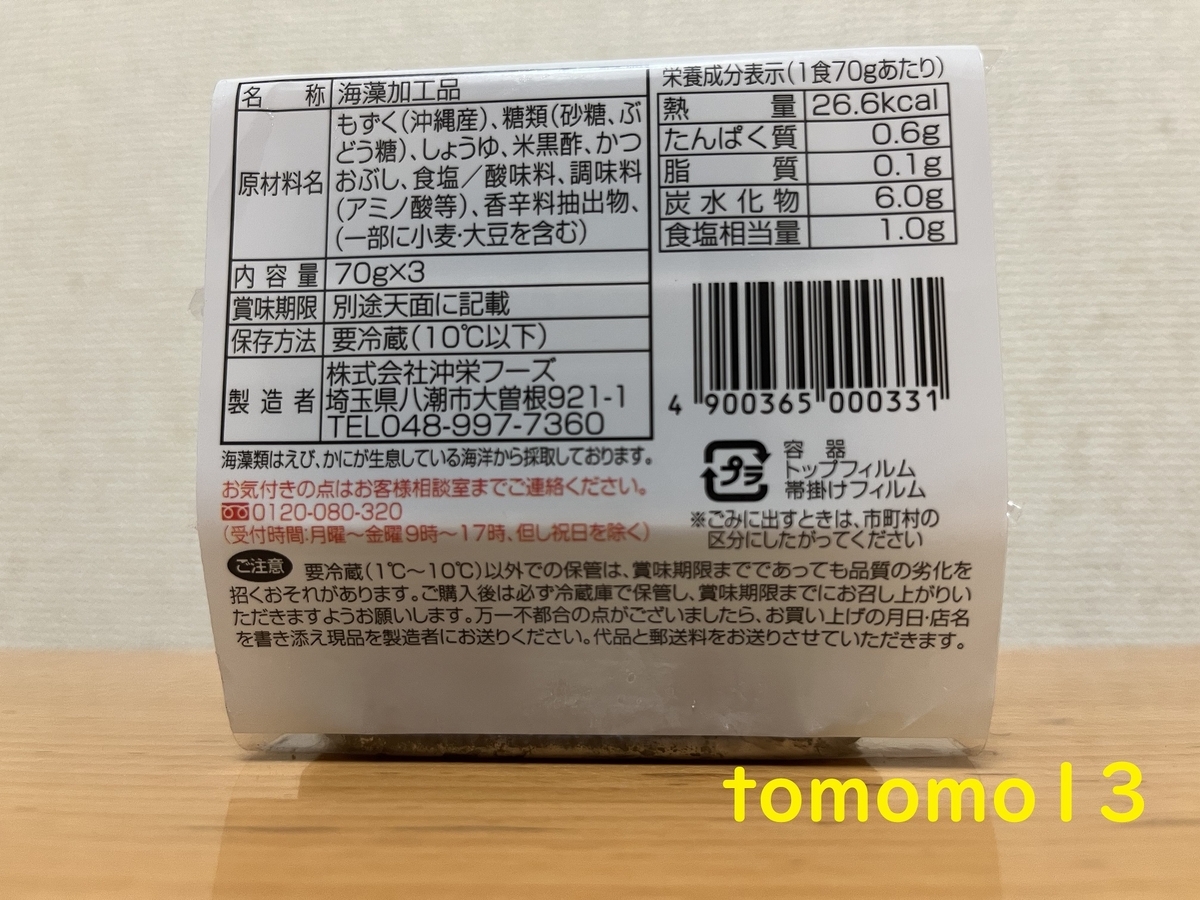 名称 海藻加工品
原材料名 もずく(沖縄産)、糖類(砂糖、ぶ
どう糖)、しょうゆ、米黒酢、かつ
おぶし、食塩/酸味料、調味料
(アミノ酸等)、香辛料抽出物、
(一部に小麦・大豆を含む)
内容量 70g×3
賞味期限 別途天面に記載
保存方法 要冷蔵(10℃以下)
製造者 株式会社沖栄フーズ
埼玉県八潮市大曽根921-1
TEL048-997-7360
海藻類はえび、かにが生息している海洋から採取しております。
お気付きの点はお客様相談室までご連絡ください。
0120-080-320
(受付時間:月曜〜金曜9時〜17時、但し祝日を除く)
栄養成分表示(1食70gあたり)
熱量 26.6kcal
たんぱく質 0.6g
脂質 0.1g
炭水化物 6.0g
食塩相当量 1.0g
4 900365 000331
プラ
容器
トップフィルム
帯掛けフィルム
※ごみに出すときは、市町村の
区分にしたがってください
ご注意 要冷蔵(1℃〜10℃)以外での保管は、賞味期限まででであっても品質の劣化を
招くおそれがあります。ご購入後は必ず冷蔵庫で保管し、賞味期限までにお召し上がりい
ただきますようお願いします。万一不都合の点がございましたら、お買い上げの月日・店名
を書き添え現品を製造者にお送りください。代品と郵送料をお送りさせていただきます。
tomomo13